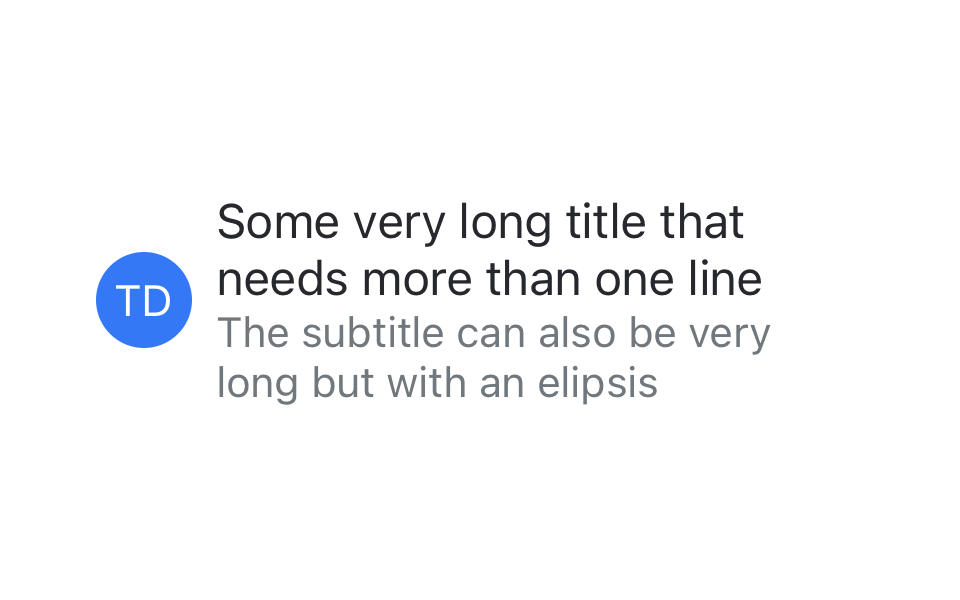 TD
Some very long title that
needs more than one line
The subtitle can also be very
long but with an elipsis